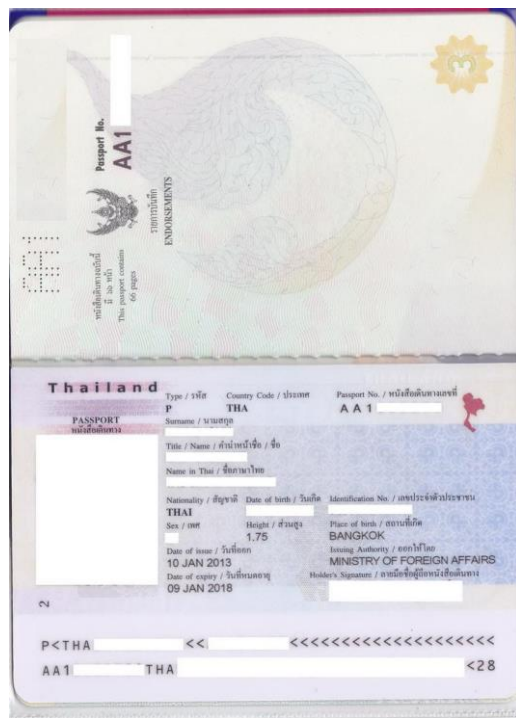 Passport No.
AA1
รายการบันทึก
ENDORSEMENTS
หนังสือเดินทางฉบับนี้
This passport contains
66 pages
Thailand
PASSPORT
หนังสือเดินทาง
Type / รหัส Country Code / ประเทศ Passport No. / หนังสือเดินทางเลขที่
P THA AA1
Surname / นามสกุล
Title / Name / คำนำหน้าชื่อ / ชื่อ
Name in Thai / ชื่อภาษาไทย
Nationality / สัญชาติ Date of birth / วันเกิด Identification No. / เลขประจำตัวประชาชน
THAI
Sex / เพศ Height / ส่วนสูง Place of birth / สถานที่เกิด
1.75 BANGKOK
Date of issue / วันที่ออก Issuing Authority / ออกให้โดย
10 JAN 2013 MINISTRY OF FOREIGN AFFAIRS
Date of expiry / วันที่หมดอายุ Holder's Signature / ลายมือชื่อผู้ถือหนังสือเดินทาง
09 JAN 2018
2
P<THA << <<<<<<<<<<<<<<<<<<<<<
AA1 THA <28